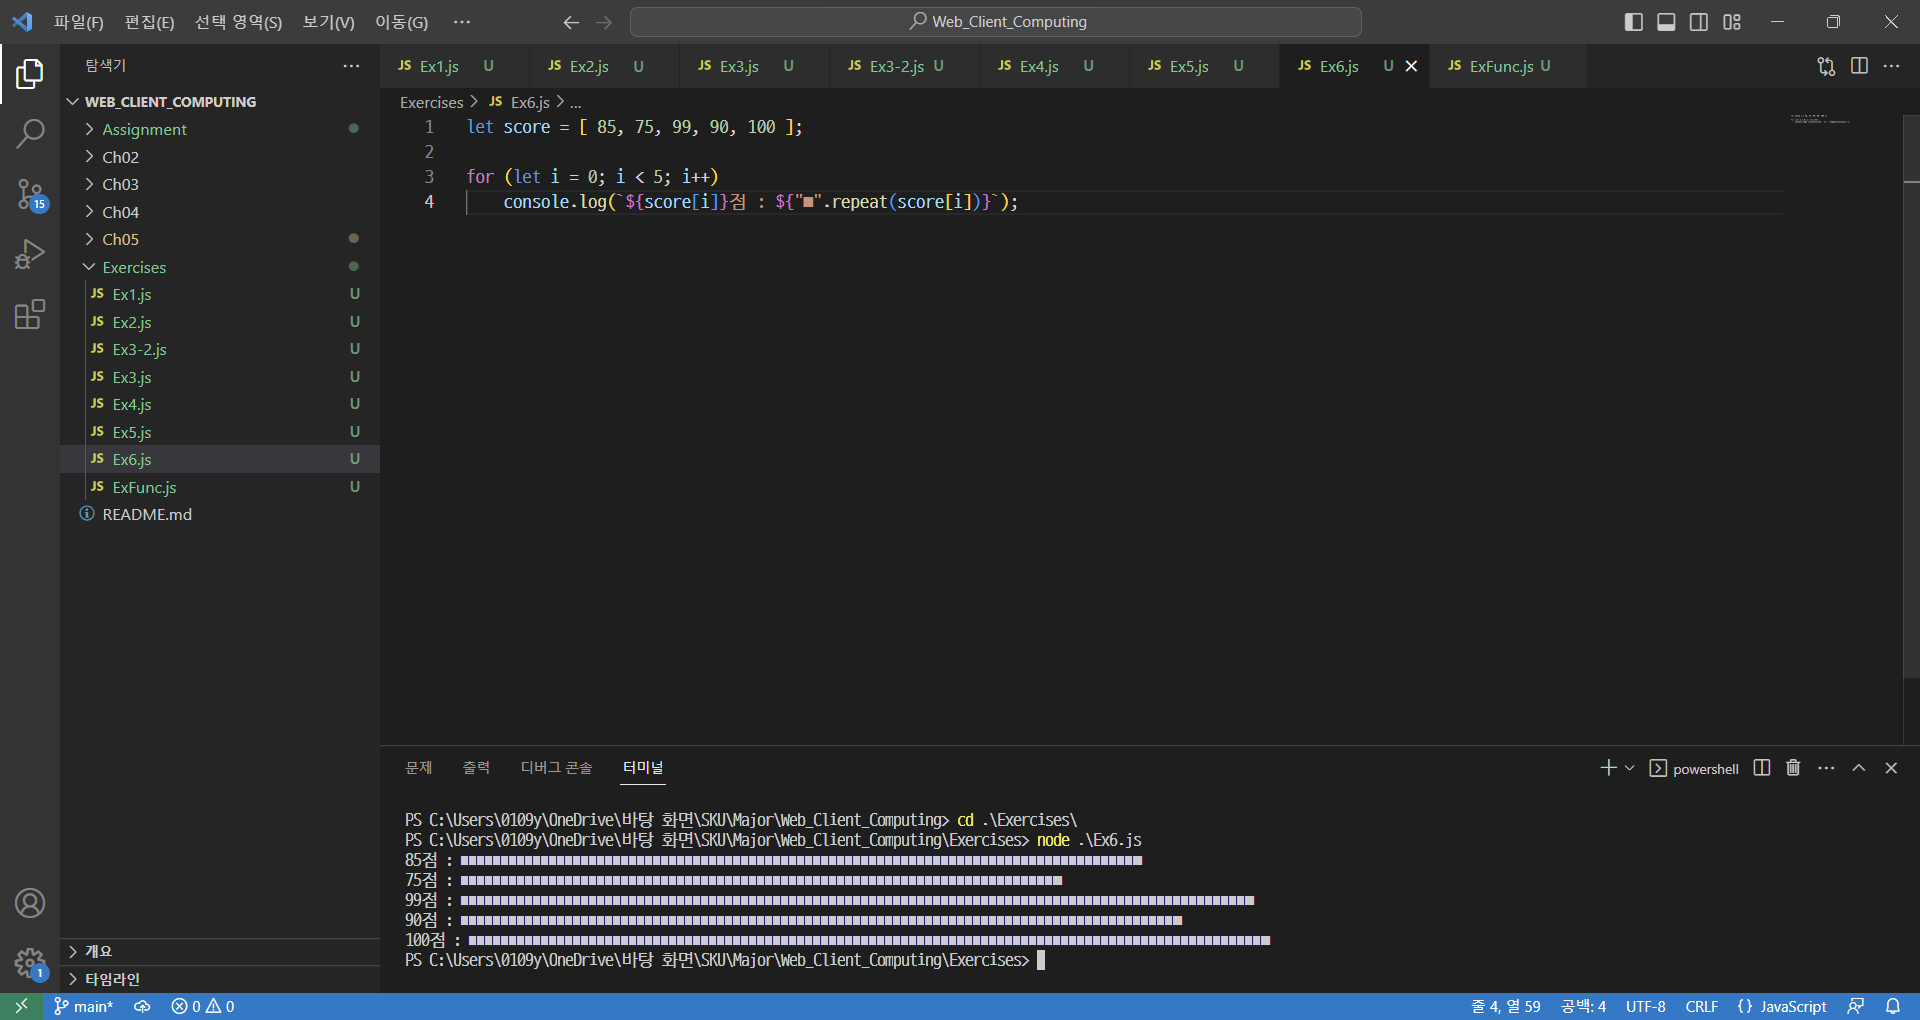 파일(F) 편집(E) 선택 영역(S) 보기(V) 이동(G) ··· Web_Client_Computing
탐색기
WEB_CLIENT_COMPUTING
Assignment
Ch02
Ch03
Ch04
Ch05
Exercises
JS Ex1.js U
JS Ex2.js U
JS Ex3-2.js U
JS Ex3.js U
JS Ex4.js U
JS Ex5.js U
JS Ex6.js U
JS ExFunc.js U
README.md
개요
타임라인
15
1
JS Ex1.js U JS Ex2.js U JS Ex3.js U JS Ex3-2.js U JS Ex4.js U JS Ex5.js U JS Ex6.js U JS ExFunc.js U
Exercises > JS Ex6.js > ...
1 let score = [ 85, 75, 99, 90, 100 ];
2
3 for (let i = 0; i < 5; i++)
4 console.log(`${score[i]}점 : ${"■".repeat(score[i])}`);
문제 출력 디버그 콘솔 터미널 powershell
PS C:\Users\0109y\OneDrive\바탕 화면\SKU\Major\Web_Client_Computing> cd .\Exercises\
PS C:\Users\0109y\OneDrive\바탕 화면\SKU\Major\Web_Client_Computing\Exercises> node .\Ex6.js
85점 : ■■■■■■■■■■■■■■■■■■■■■■■■■■■■■■■■■■■■■■■■■■■■■■■■■■■■■■■■■■■■■■■■■■■■■■■■■■■■■■■■■■■■■
75점 : ■■■■■■■■■■■■■■■■■■■■■■■■■■■■■■■■■■■■■■■■■■■■■■■■■■■■■■■■■■■■■■■■■■■■■■■■■■■
99점 : ■■■■■■■■■■■■■■■■■■■■■■■■■■■■■■■■■■■■■■■■■■■■■■■■■■■■■■■■■■■■■■■■■■■■■■■■■■■■■■■■■■■■■■■■■■■■■■■■■■■
90점 : ■■■■■■■■■■■■■■■■■■■■■■■■■■■■■■■■■■■■■■■■■■■■■■■■■■■■■■■■■■■■■■■■■■■■■■■■■■■■■■■■■■■■■■■■■■
100점 : ■■■■■■■■■■■■■■■■■■■■■■■■■■■■■■■■■■■■■■■■■■■■■■■■■■■■■■■■■■■■■■■■■■■■■■■■■■■■■■■■■■■■■■■■■■■■■■■■■■■■
PS C:\Users\0109y\OneDrive\바탕 화면\SKU\Major\Web_Client_Computing\Exercises>
main* 0 0 줄 4, 열 59 공백: 4 UTF-8 CRLF {} JavaScript